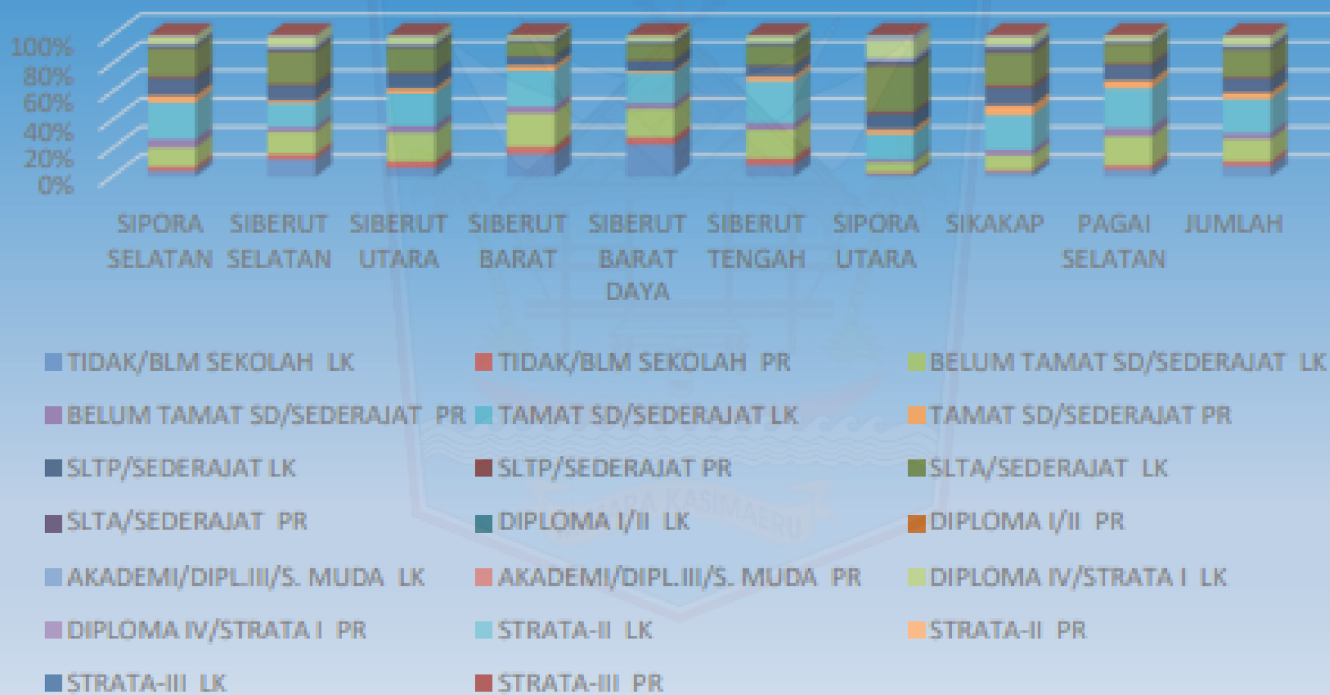 100%
80%
60%
40%
20%
0%
SIPORA SELATAN
SIBERUT SELATAN
SIBERUT UTARA
SIBERUT BARAT
SIBERUT BARAT DAYA
SIBERUT TENGAH
SIPORA UTARA
SIKAKAP
PAGAI SELATAN
JUMLAH
TIDAK/BLM SEKOLAH LK
TIDAK/BLM SEKOLAH PR
BELUM TAMAT SD/SEDERAJAT LK
BELUM TAMAT SD/SEDERAJAT PR
TAMAT SD/SEDERAJAT LK
TAMAT SD/SEDERAJAT PR
SLTP/SEDERAJAT LK
SLTP/SEDERAJAT PR
SLTA/SEDERAJAT LK
SLTA/SEDERAJAT PR
DIPLOMA I/II LK
DIPLOMA I/II PR
AKADEMI/DIPL.III/S. MUDA LK
AKADEMI/DIPL.III/S. MUDA PR
DIPLOMA IV/STRATA I LK
DIPLOMA IV/STRATA I PR
STRATA-II LK
STRATA-II PR
STRATA-III LK
STRATA-III PR
KASIMAERU